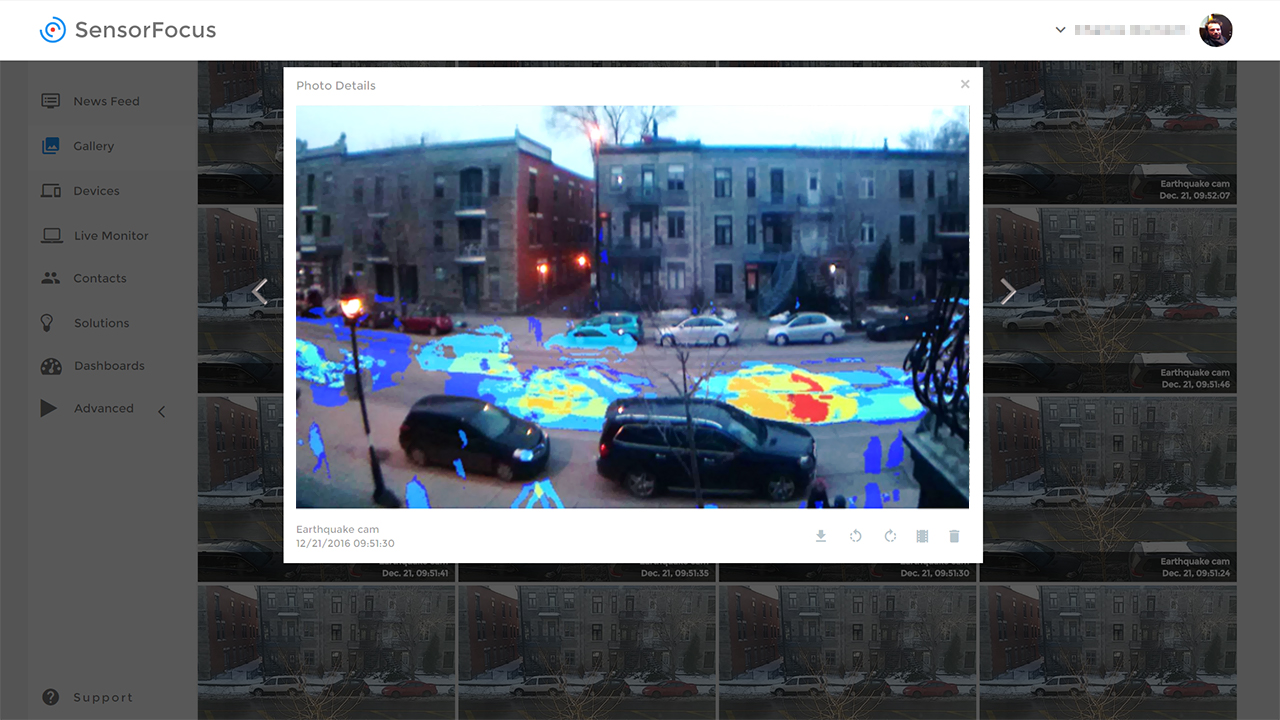 SensorFocus
News Feed
Gallery
Devices
Live Monitor
Contacts
Solutions
Dashboards
Advanced
Support
Photo Details
Earthquake cam
12/21/2016 09:51:30
Earthquake cam
Dec. 21, 09:52:07
Earthquake cam
Dec. 21, 09:51:46
Dec. 21, 09:51:41
Dec. 21, 09:51:35
Dec. 21, 09:51:30
Earthquake cam
Dec. 21, 09:51:24